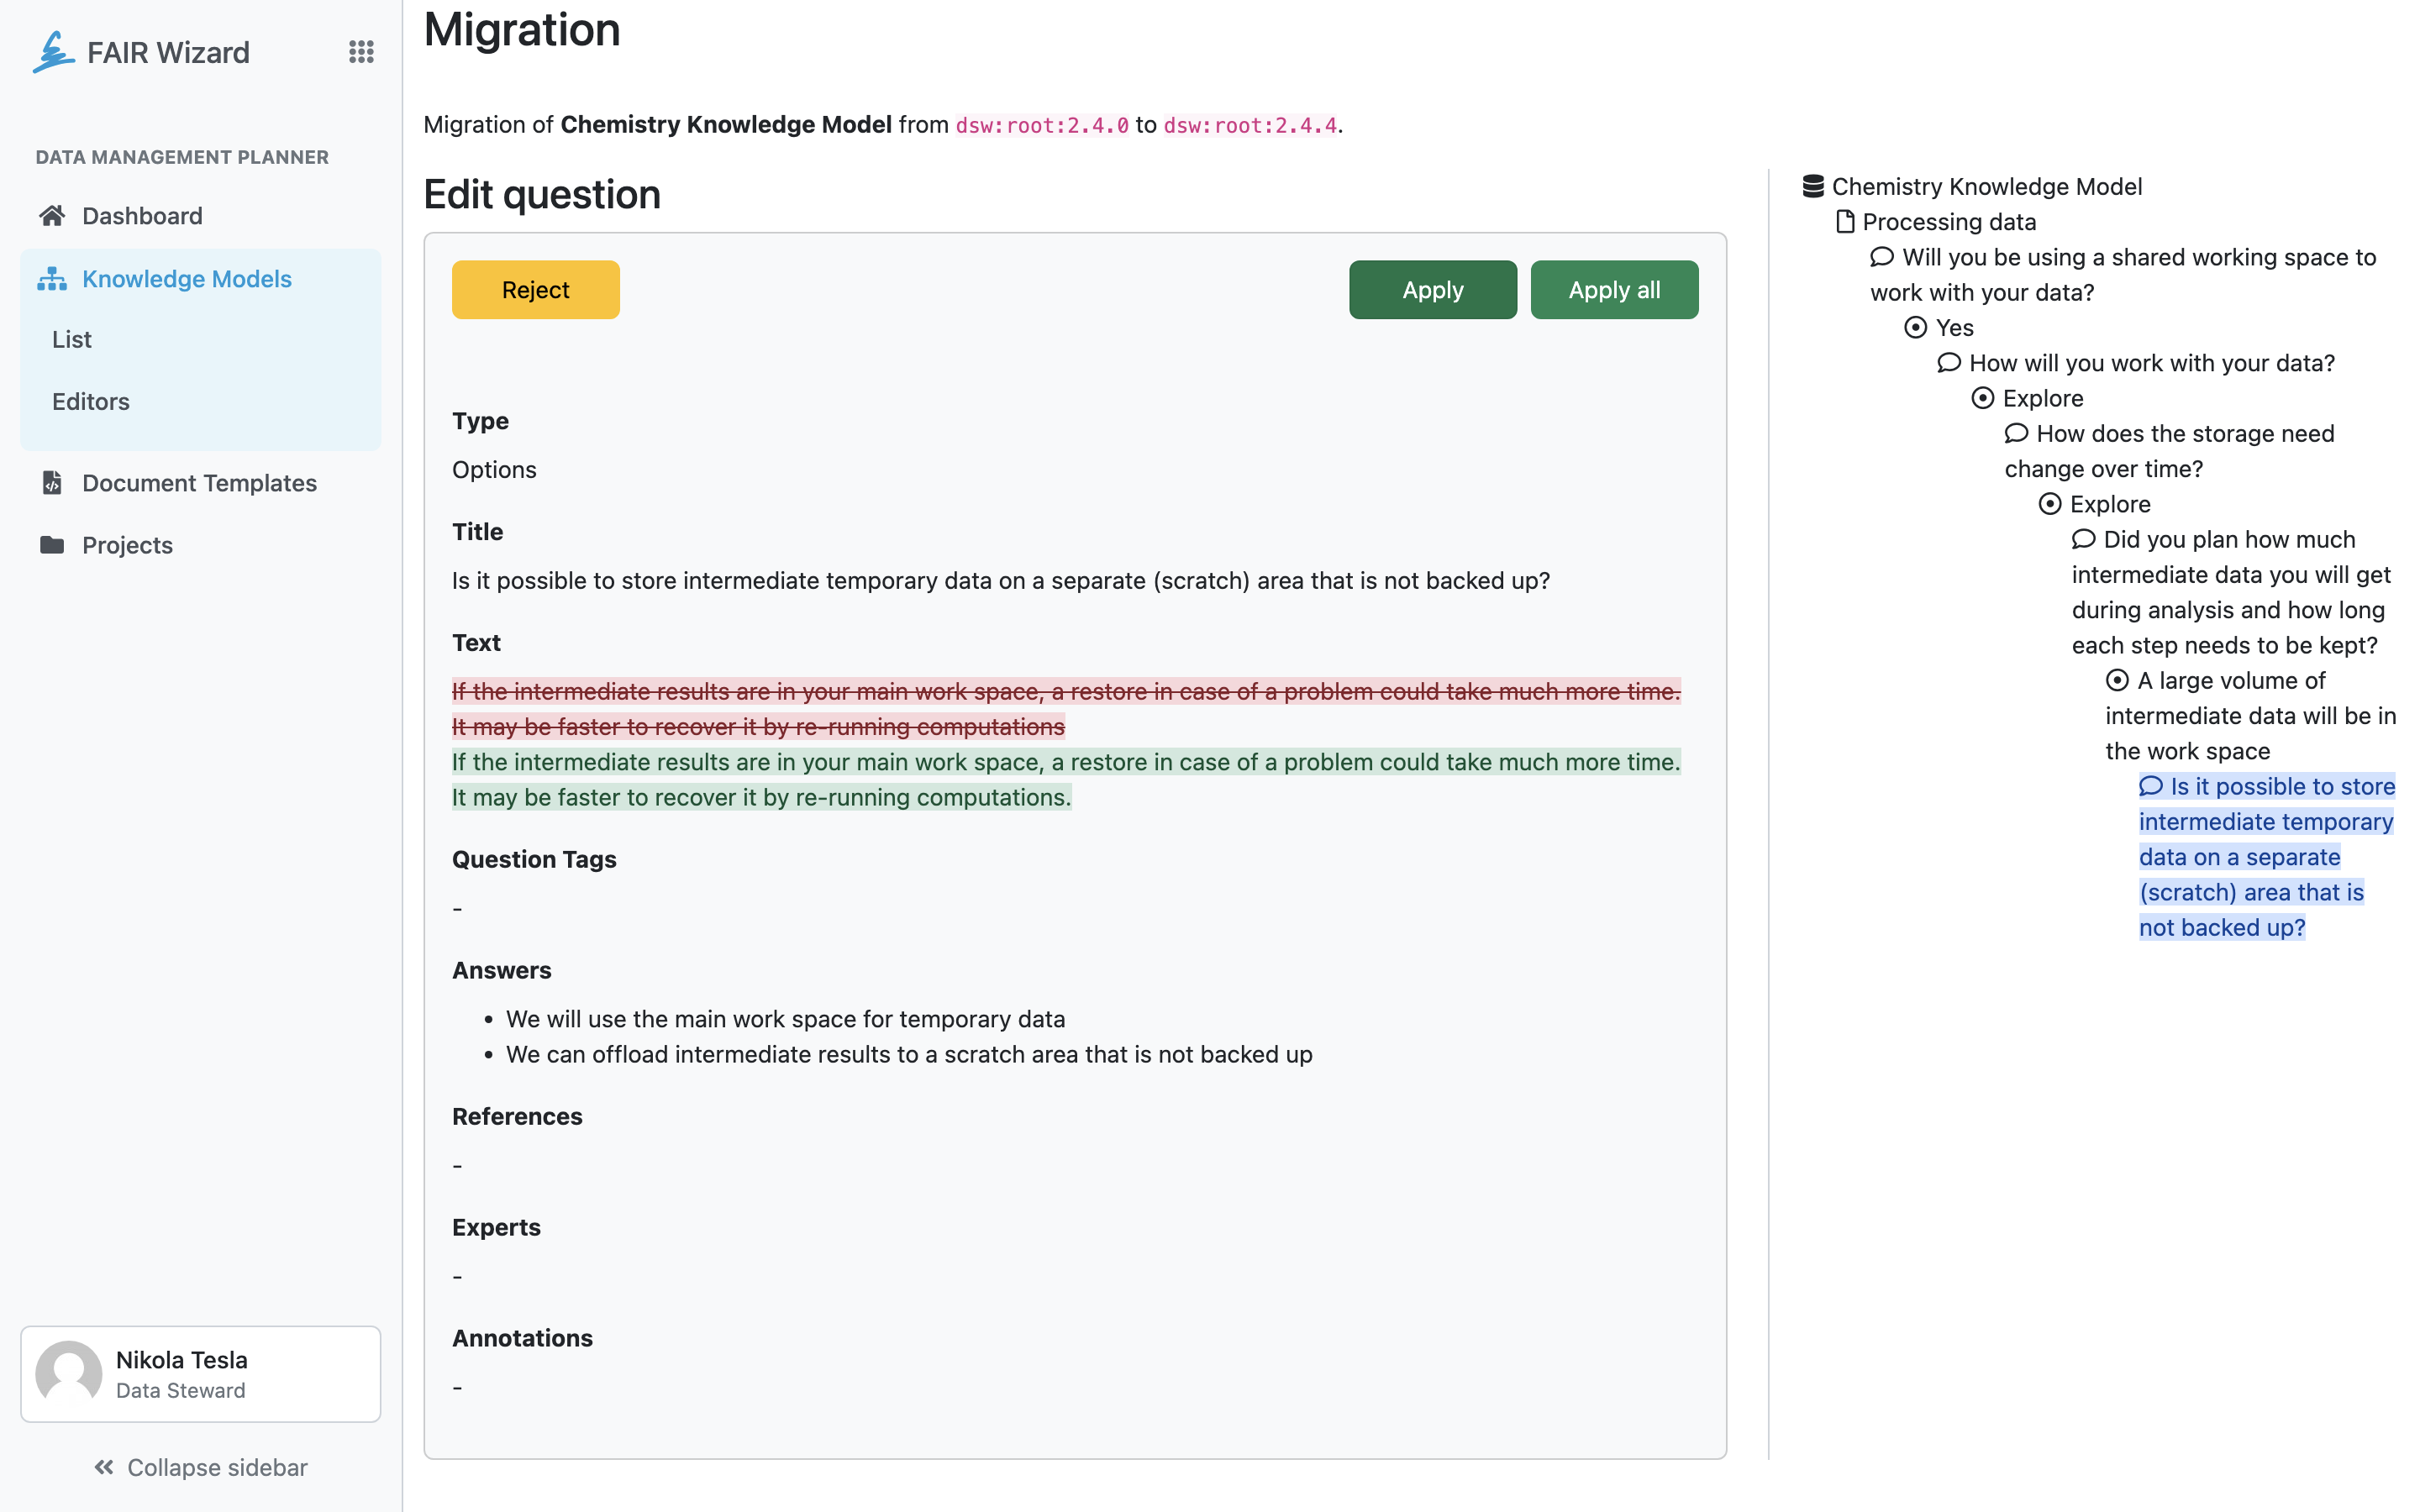 FAIR Wizard
DATA MANAGEMENT PLANNER
Dashboard
Knowledge Models
List
Editors
Document Templates
Projects
Nikola Tesla
Data Steward
Collapse sidebar
Migration
Migration of Chemistry Knowledge Model from dsw:root:2.4.0 to dsw:root:2.4.4.
Edit question
Reject
Apply
Apply all
Type
Options
Title
Is it possible to store intermediate temporary data on a separate (scratch) area that is not backed up?
Text
If the intermediate results are in your main work space, a restore in case of a problem could take much more time.
It may be faster to recover it by re-running computations
If the intermediate results are in your main work space, a restore in case of a problem could take much more time.
It may be faster to recover it by re-running computations.
Question Tags
-
Answers
• We will use the main work space for temporary data
• We can offload intermediate results to a scratch area that is not backed up
References
-
Experts
-
Annotations
-
Chemistry Knowledge Model
Processing data
Will you be using a shared working space to
work with your data?
Yes
How will you work with your data?
Explore
How does the storage need
change over time?
Explore
Did you plan how much
intermediate data you will get
during analysis and how long
each step needs to be kept?
A large volume of
intermediate data will be in
the work space
Is it possible to store
intermediate temporary
data on a separate
(scratch) area that is
not backed up?